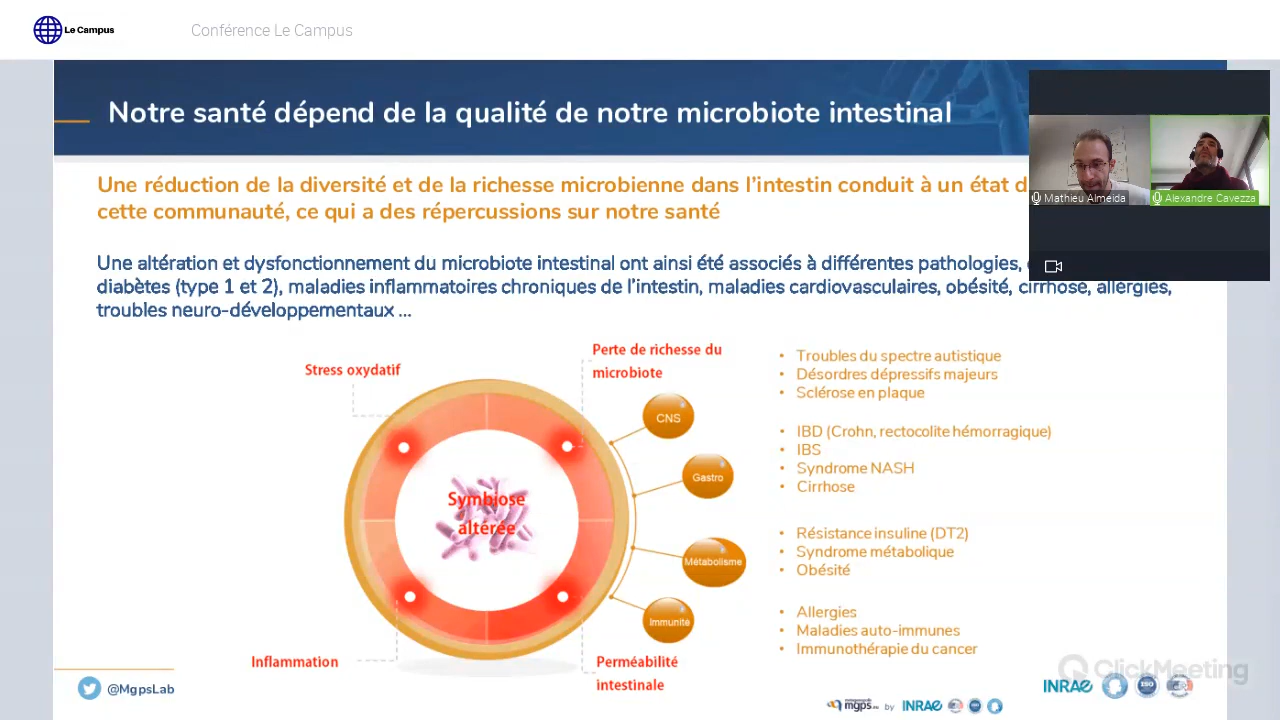 Le Campus
Conférence Le Campus
Notre santé dépend de la qualité de notre microbiote intestinal
Une réduction de la diversité et de la richesse microbienne dans l'intestin conduit à un état d
cette communauté, ce qui a des répercussions sur notre santé
Mathieu Almeida
Alexandre Cavezza
Une altération et dysfonctionnement du microbiote intestinal ont ainsi été associés à différentes pathologies,
diabètes (type 1 et 2), maladies inflammatoires chroniques de l'intestin, maladies cardiovasculaires, obésité, cirrhose, allergies,
troubles neuro-développementaux ...
Stress oxydatif
Perte de richesse du
microbiote
Symbiose
altérée
Inflammation
Perméabilité
intestinale
CNS
Gastro
Métabolisme
Immunité
• Troubles du spectre autistique
• Désordres dépressifs majeurs
• Sclérose en plaque
• IBD (Crohn, rectocolite hémorragique)
• IBS
• Syndrome NASH
• Cirrhose
• Résistance insuline (DT2)
• Syndrome métabolique
• Obésité
• Allergies
• Maladies auto-immunes
• Immunothérapie du cancer
@MgpsLab
mgps.eu by INRAE
ClickMeeting
INRAE ISO